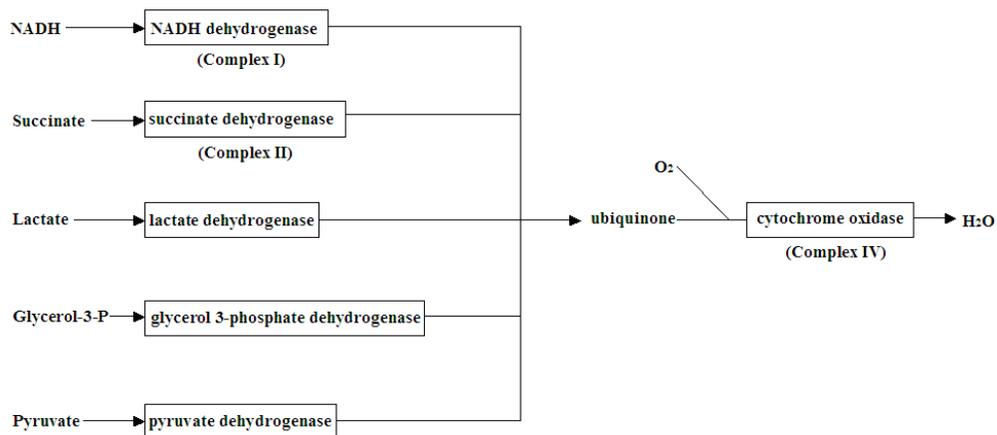 NADH
NADH dehydrogenase
(Complex I)
Succinate
succinate dehydrogenase
(Complex II)
Lactate
lactate dehydrogenase
O₂
ubiquinone
cytochrome oxidase
H₂O
(Complex IV)
Glycerol-3-P
glycerol 3-phosphate dehydrogenase
Pyruvate
pyruvate dehydrogenase